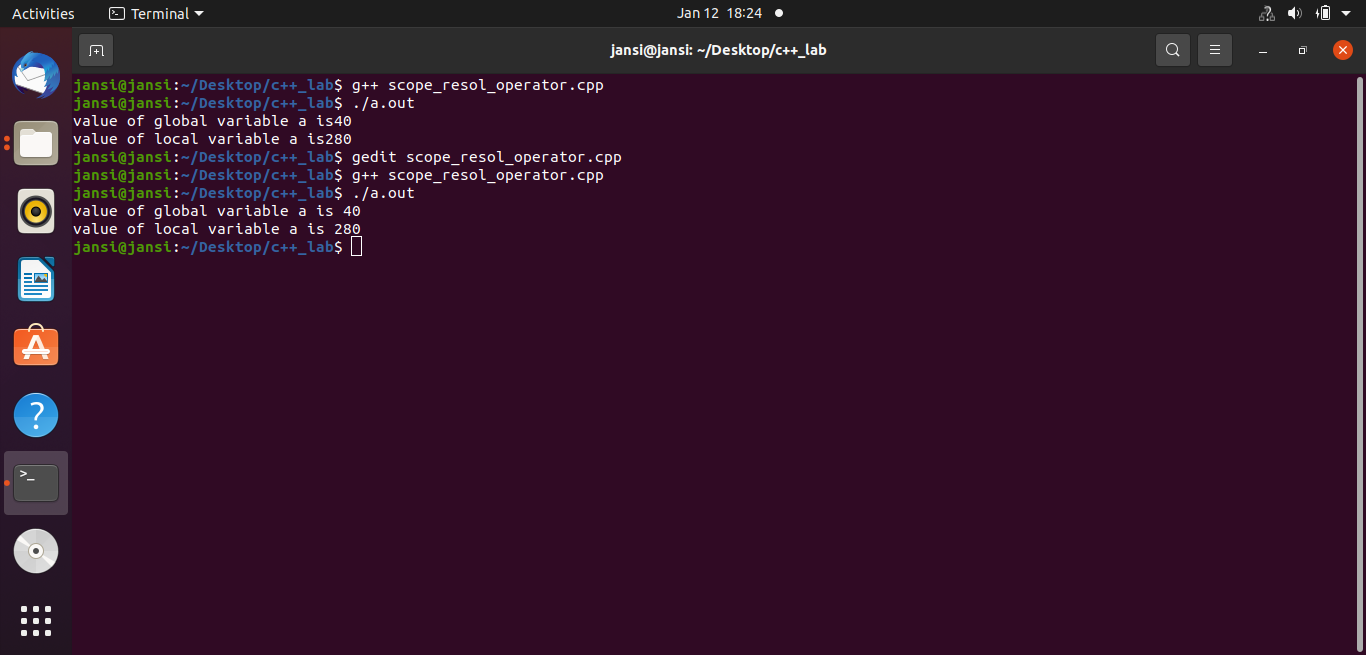 Activities
Terminal
Jan 12 18:24
jansi@jansi: ~/Desktop/c++_lab
jansi@jansi:~/Desktop/c++_lab$ g++ scope_resol_operator.cpp
jansi@jansi:~/Desktop/c++_lab$ ./a.out
value of global variable a is40
value of local variable a is280
jansi@jansi:~/Desktop/c++_lab$ gedit scope_resol_operator.cpp
jansi@jansi:~/Desktop/c++_lab$ g++ scope_resol_operator.cpp
jansi@jansi:~/Desktop/c++_lab$ ./a.out
value of global variable a is 40
value of local variable a is 280
jansi@jansi:~/Desktop/c++_lab$